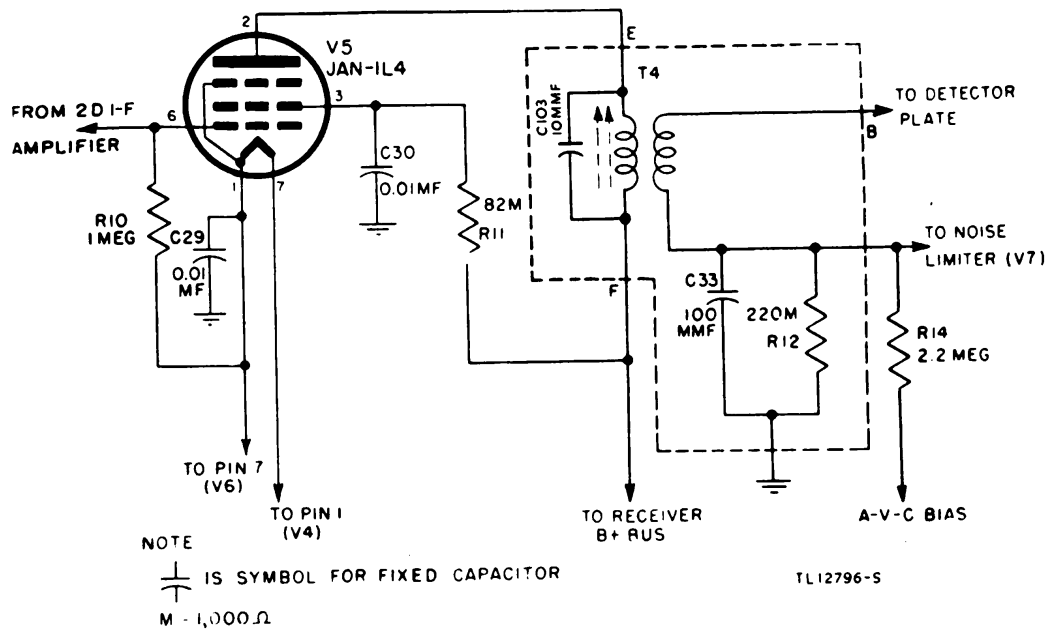 2
V5
JAN-1L4
3
FROM 2D I-F
AMPLIFIER
6
1
7
C30
0.01MF
R10
1 MEG
C29
0.01
MF
82M
R11
E
T4
C103
10MMF
F
TO DETECTOR
PLATE
B
TO NOISE
LIMITER (V7)
C33
100
MMF
220M
R12
R14
2.2 MEG
TO PIN 7
(V6)
TO PIN 1
(V4)
TO RECEIVER
B+ BUS
A-V-C BIAS
NOTE
IS SYMBOL FOR FIXED CAPACITOR
M - 1,000Ω
TL12796-S